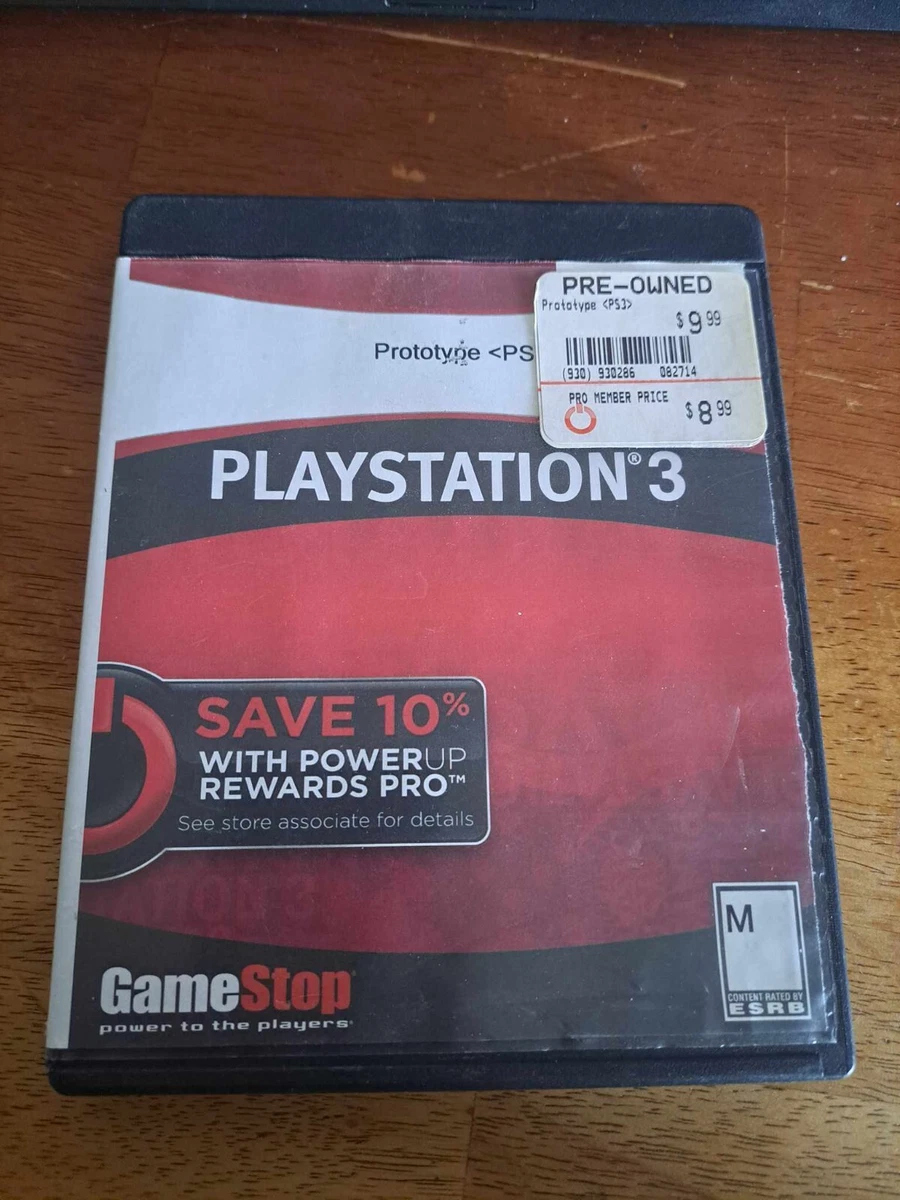 PRE-OWNED
Prototype <PS3>
$9.99
(930) 930286 082714
PRO MEMBER PRICE
$8.99
Prototype <PS
PLAYSTATION® 3
SAVE 10%
WITH POWERUP
REWARDS PRO™
See store associate for details
M
CONTENT RATED BY
ESRB
GameStop
power to the players